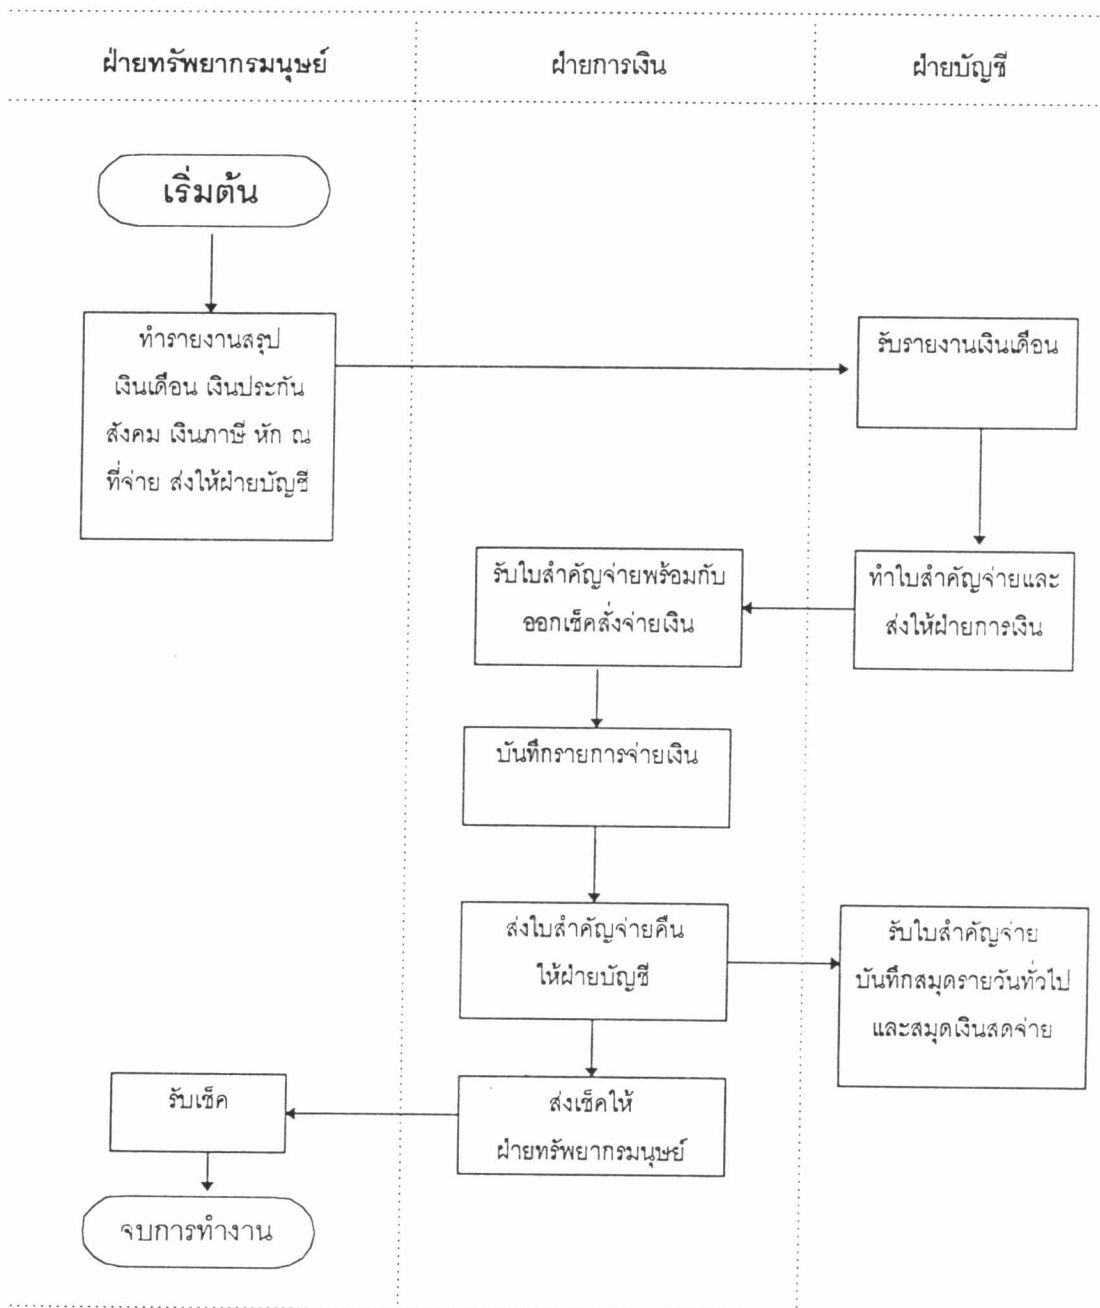 ฝ่ายทรัพยากรมนุษย์
ฝ่ายการเงิน
ฝ่ายบัญชี
เริ่มต้น
ทำรายงานสรุป
เงินเดือน เงินประกัน
สังคม เงินภาษี หัก ณ
ที่จ่าย ส่งให้ฝ่ายบัญชี
รับรายงานเงินเดือน
ทำใบสำคัญจ่ายและ
ส่งให้ฝ่ายการเงิน
รับใบสำคัญจ่ายพร้อมกับ
ออกเช็คสั่งจ่ายเงิน
บันทึกรายการจ่ายเงิน
ส่งใบสำคัญจ่ายคืน
ให้ฝ่ายบัญชี
รับใบสำคัญจ่าย
บันทึกสมุดรายวันทั่วไป
และสมุดเงินสดจ่าย
ส่งเช็คให้
ฝ่ายทรัพยากรมนุษย์
รับเช็ค
จบการทำงาน